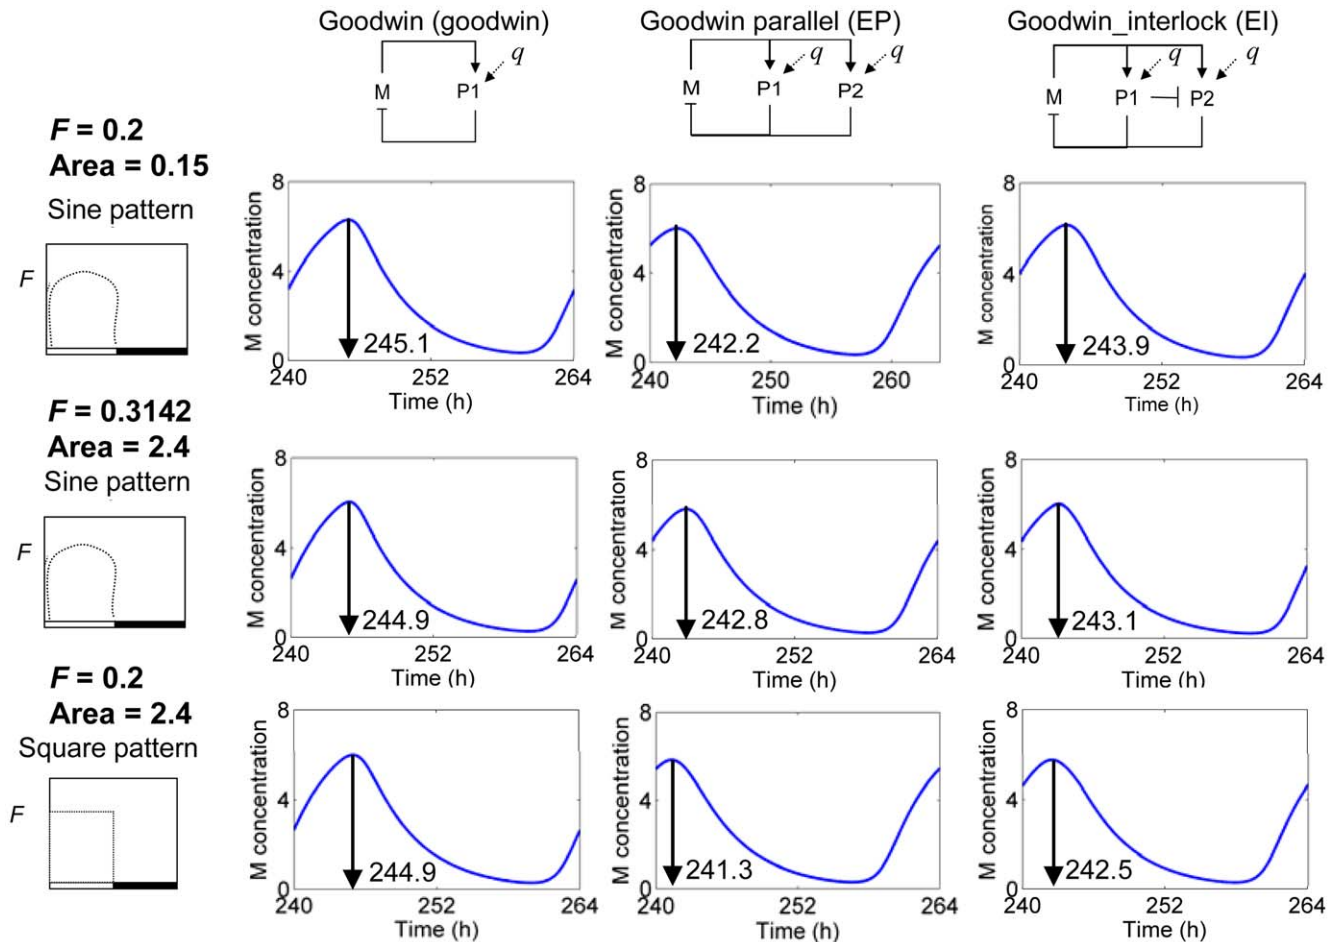 Goodwin (goodwin)
Goodwin parallel (EP)
Goodwin_interlock (EI)
M P1 q
M P1 q P2 q
M P1 q P2 q
F = 0.2
Area = 0.15
Sine pattern
F
M concentration
8
4
0
240 252 264
Time (h)
245.1
M concentration
8
4
0
240 250 260
Time (h)
242.2
M concentration
8
4
0
240 252 264
Time (h)
243.9
F = 0.3142
Area = 2.4
Sine pattern
F
M concentration
8
4
0
240 252 264
Time (h)
244.9
M concentration
8
4
0
240 252 264
Time (h)
242.8
M concentration
8
4
0
240 252 264
Time (h)
243.1
F = 0.2
Area = 2.4
Square pattern
F
M concentration
8
4
0
240 252 264
Time (h)
244.9
M concentration
8
4
0
240 252 264
Time (h)
241.3
M concentration
8
4
0
240 252 264
Time (h)
242.5